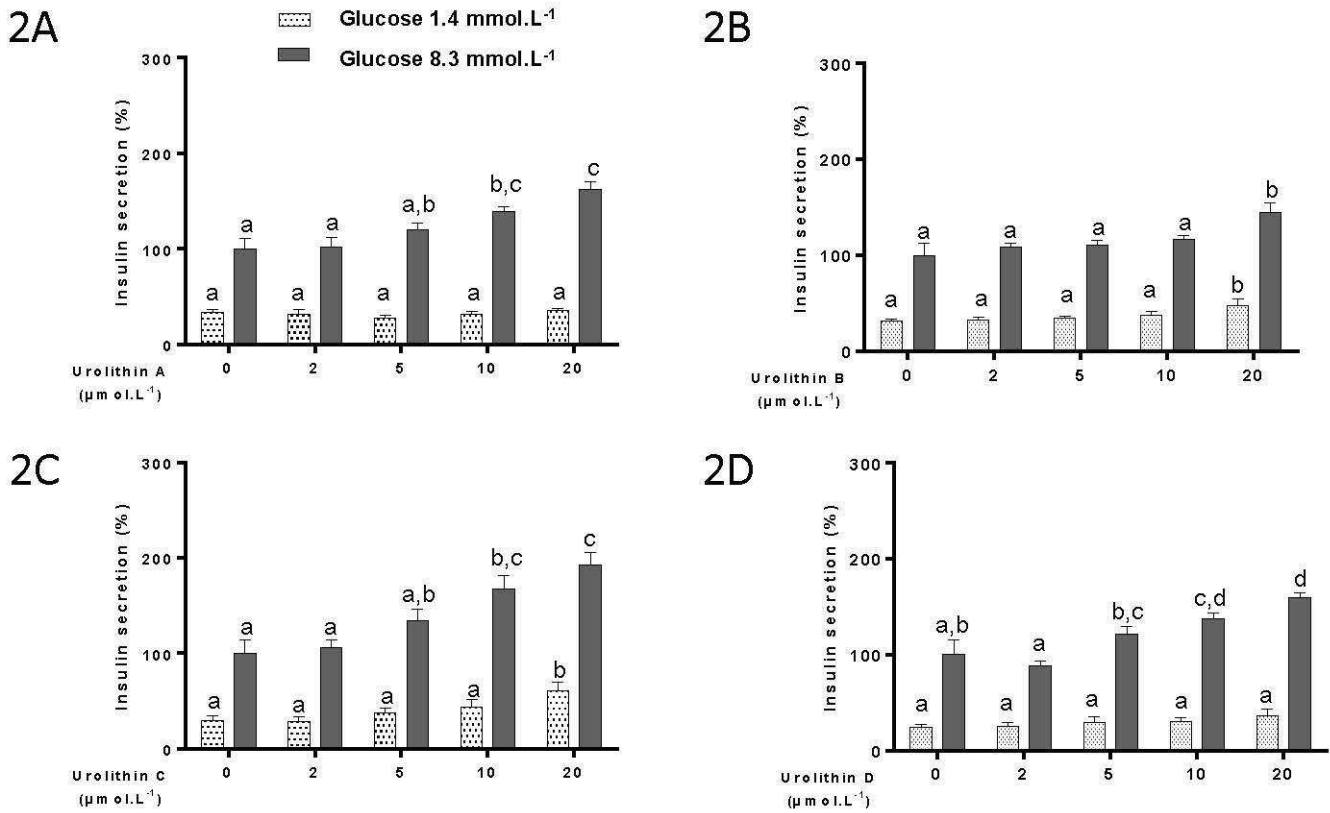 2A
Glucose 1.4 mmol.L⁻¹
Glucose 8.3 mmol.L⁻¹
Insulin secretion (%)
300
200
100
0
a a a a a
a a a,b b,c c
0 2 5 10 20
Urolithin A
(µmol.L⁻¹)
2B
Insulin secretion (%)
300
200
100
0
a a a a b
a a a a b
0 2 5 10 20
Urolithin B
(µmol.L⁻¹)
2C
Insulin secretion (%)
300
200
100
0
a a a a b
a a a,b b,c c
0 2 5 10 20
Urolithin C
(µmol.L⁻¹)
2D
Insulin secretion (%)
300
200
100
0
a a a a a
a,b a b,c c,d d
0 2 5 10 20
Urolithin D
(µmol.L⁻¹)